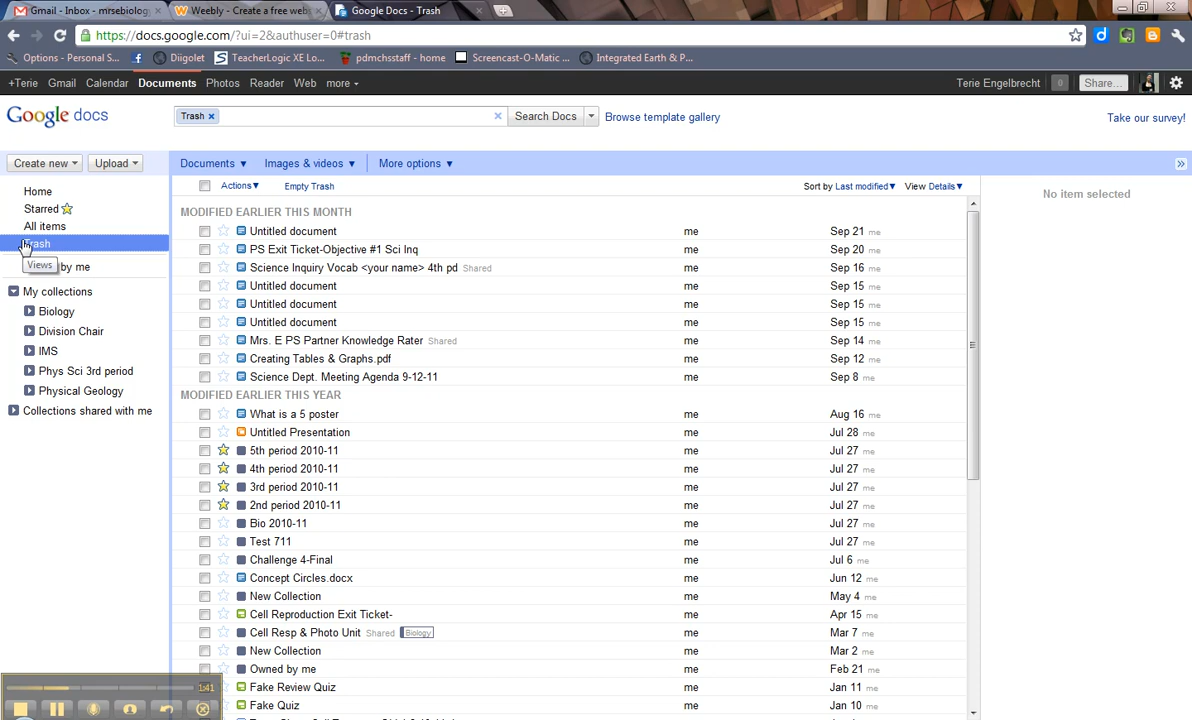 Gmail - Inbox - mrsebiology
Weebly - Create a free web
Google Docs - Trash
https://docs.google.com/?ui=2&authuser=0#trash
Options - Personal S...
Diigolet
TeacherLogic XE Lo...
pdmchsstaff - home
Screencast-O-Matic ...
Integrated Earth & P...
+Terie Gmail Calendar Documents Photos Reader Web more
Terie Engelbrecht 0 Share...
Google docs
Trash
Search Docs
Browse template gallery
Take our survey!
Create new Upload
Documents Images & videos More options
Home
Starred
All items
Trash
Views
by me
My collections
Biology
Division Chair
IMS
Phys Sci 3rd period
Physical Geology
Collections shared with me
Actions Empty Trash Sort by Last modified View Details
No item selected
MODIFIED EARLIER THIS MONTH
Untitled document me Sep 21 me
PS Exit Ticket-Objective #1 Sci Inq me Sep 20 me
Science Inquiry Vocab <your name> 4th pd Shared me Sep 16 me
Untitled document me Sep 15 me
Untitled document me Sep 15 me
Untitled document me Sep 15 me
Mrs. E PS Partner Knowledge Rater Shared me Sep 14 me
Creating Tables & Graphs.pdf me Sep 12 me
Science Dept. Meeting Agenda 9-12-11 me Sep 8 me
MODIFIED EARLIER THIS YEAR
What is a 5 poster me Aug 16 me
Untitled Presentation me Jul 28 me
5th period 2010-11 me Jul 27 me
4th period 2010-11 me Jul 27 me
3rd period 2010-11 me Jul 27 me
2nd period 2010-11 me Jul 27 me
Bio 2010-11 me Jul 27 me
Test 711 me Jul 27 me
Challenge 4-Final me Jul 6 me
Concept Circles.docx me Jun 12 me
New Collection me May 4 me
Cell Reproduction Exit Ticket- me Apr 15 me
Cell Resp & Photo Unit Shared Biology me Mar 7 me
New Collection me Mar 2 me
Owned by me me Feb 21 me
Fake Review Quiz me Jan 11 me
Fake Quiz me Jan 10 me
1:41